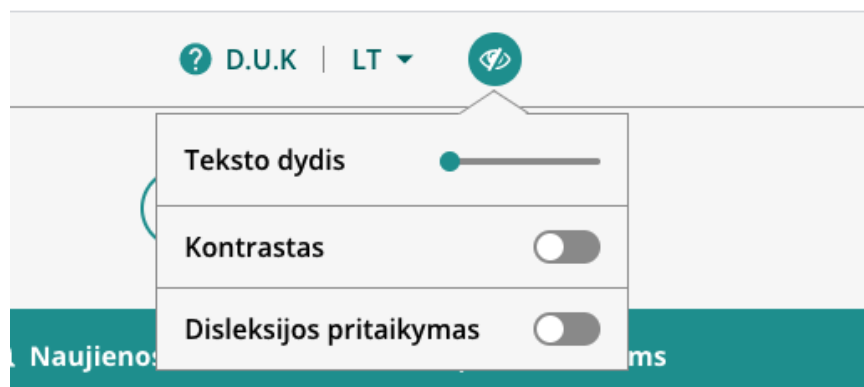 ? D.U.K | LT
Teksto dydis
Kontrastas
Disleksijos pritaikymas
Naujienos